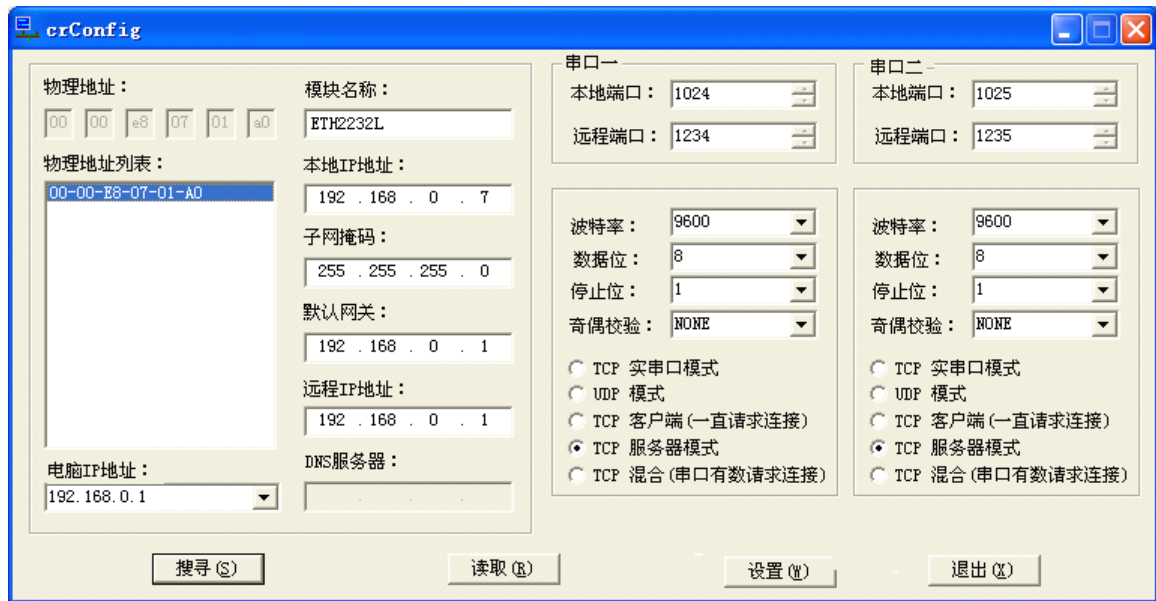 crConfig
物理地址：
00 00 e8 07 01 a0
物理地址列表：
00-00-E8-07-01-A0
电脑IP地址：
192.168.0.1
模块名称：
ETH2232L
本地IP地址：
192 . 168 . 0 . 7
子网掩码：
255 . 255 . 255 . 0
默认网关：
192 . 168 . 0 . 1
远程IP地址：
192 . 168 . 0 . 1
DNS服务器：
. . .
串口一
本地端口： 1024
远程端口： 1234
波特率： 9600
数据位： 8
停止位： 1
奇偶校验： NONE
TCP 实串口模式
UDP 模式
TCP 客户端(一直请求连接)
TCP 服务器模式
TCP 混合(串口有数请求连接)
串口二
本地端口： 1025
远程端口： 1235
波特率： 9600
数据位： 8
停止位： 1
奇偶校验： NONE
TCP 实串口模式
UDP 模式
TCP 客户端(一直请求连接)
TCP 服务器模式
TCP 混合(串口有数请求连接)
搜寻(S)
读取(R)
设置(W)
退出(X)